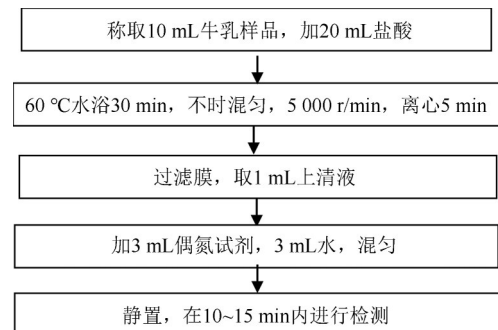 称取10 mL牛乳样品，加20 mL盐酸
60 ℃水浴30 min，不时混匀，5 000 r/min，离心5 min
过滤膜，取1 mL上清液
加3 mL偶氮试剂，3 mL水，混匀
静置，在10~15 min内进行检测